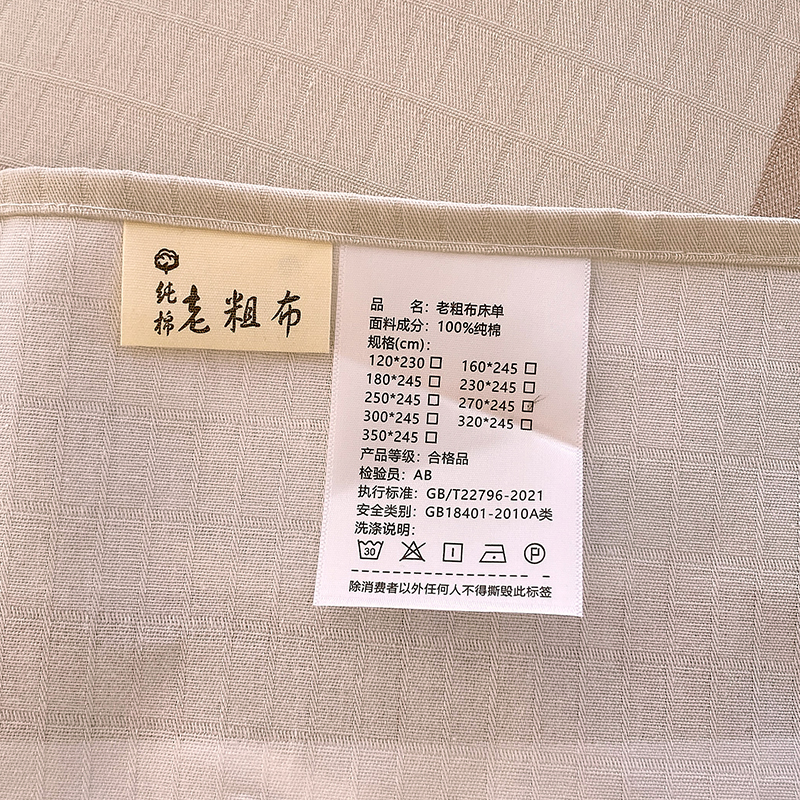 纯棉
老粗布
品 名：老粗布床单
面料成分：100%纯棉
规格(cm)：
120*230 □ 160*245 □
180*245 □ 230*245 □
250*245 □ 270*245 □
300*245 □ 320*245 □
350*245 □
产品等级：合格品
检验员：AB
执行标准：GB/T22796-2021
安全类别：GB18401-2010A类
洗涤说明：
30 P
除消费者以外任何人不得撕毁此标签